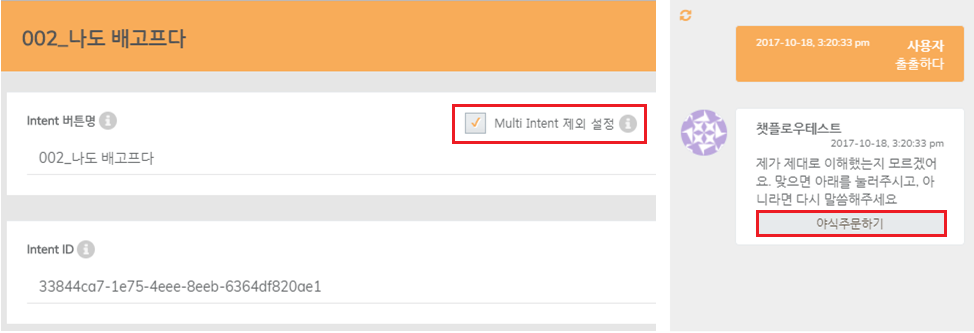 002_나도 배고프다
Intent 버튼명
Multi Intent 제외 설정
002_나도 배고프다
Intent ID
33844ca7-1e75-4eee-8eeb-6364df820ae1
2017-10-18, 3:20:33 pm 사용자
출출하다
챗플로우테스트
2017-10-18, 3:20:33 pm
제가 제대로 이해했는지 모르겠어
요. 맞으면 아래를 눌러주시고, 아
니라면 다시 말씀해주세요
야식주문하기